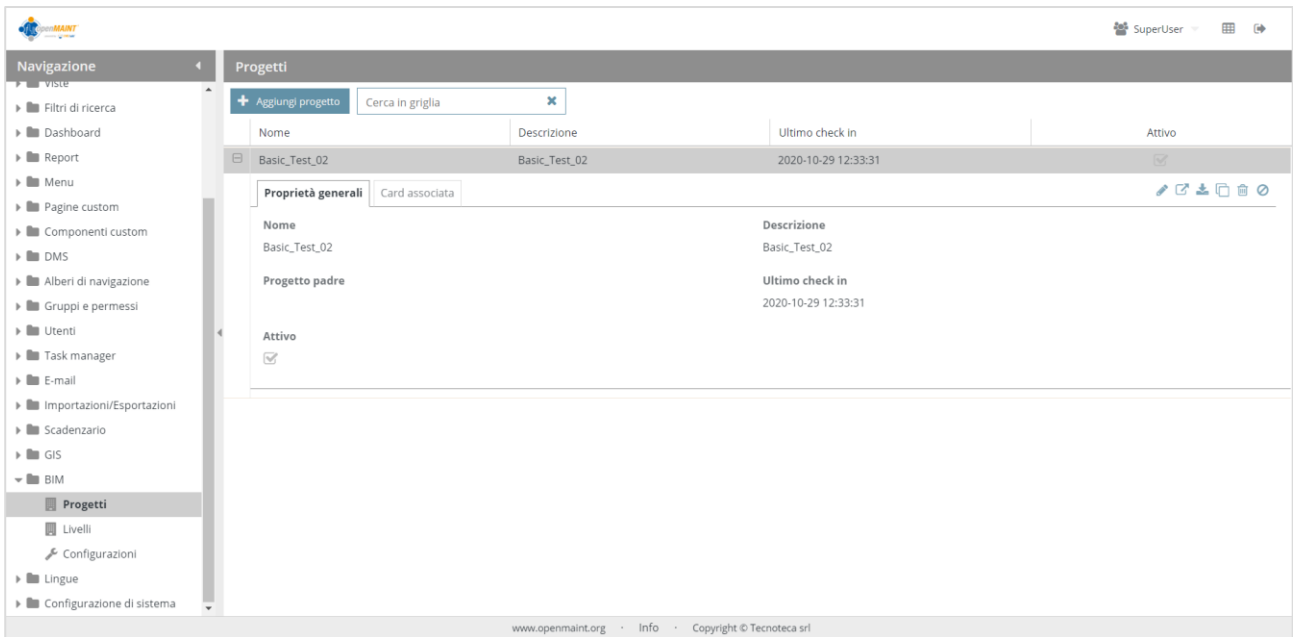 openMAINT
SuperUser
Navigazione
Progetti
Viste
Filtri di ricerca
Dashboard
Report
Menu
Pagine custom
Componenti custom
DMS
Alberi di navigazione
Gruppi e permessi
Utenti
Task manager
E-mail
Importazioni/Esportazioni
Scadenzario
GIS
BIM
Progetti
Livelli
Configurazioni
Lingue
Configurazione di sistema
Aggiungi progetto
Cerca in griglia
Nome Descrizione Ultimo check in Attivo
Basic_Test_02 Basic_Test_02 2020-10-29 12:33:31
Proprietà generali Card associata
Nome Descrizione
Basic_Test_02 Basic_Test_02
Progetto padre Ultimo check in
2020-10-29 12:33:31
Attivo
www.openmaint.org · Info · Copyright © Tecnoteca srl